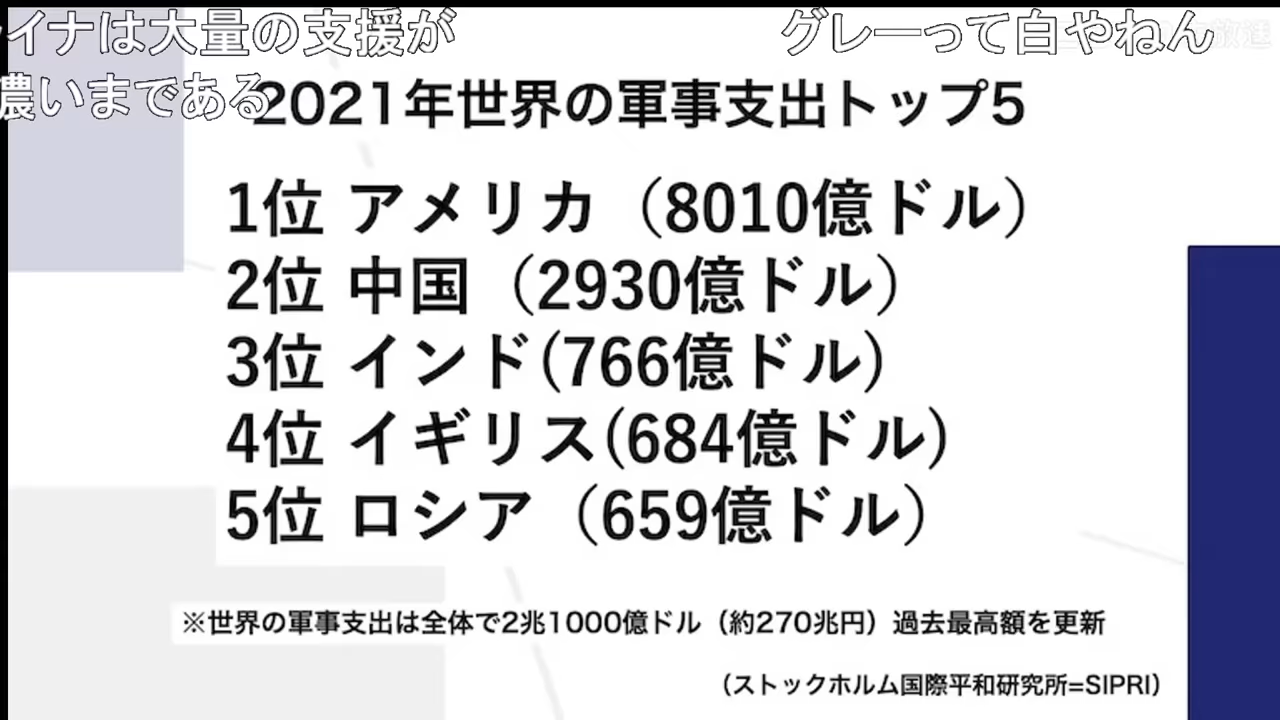 イナは大量の支援が
グレーって白やねん
放送
濃いまである
2021年世界の軍事支出トップ5
1位 アメリカ（8010億ドル）
2位 中国（2930億ドル）
3位 インド(766億ドル)
4位 イギリス(684億ドル)
5位 ロシア（659億ドル）
※世界の軍事支出は全体で2兆1000億ドル（約270兆円）過去最高額を更新
（ストックホルム国際平和研究所=SIPRI）